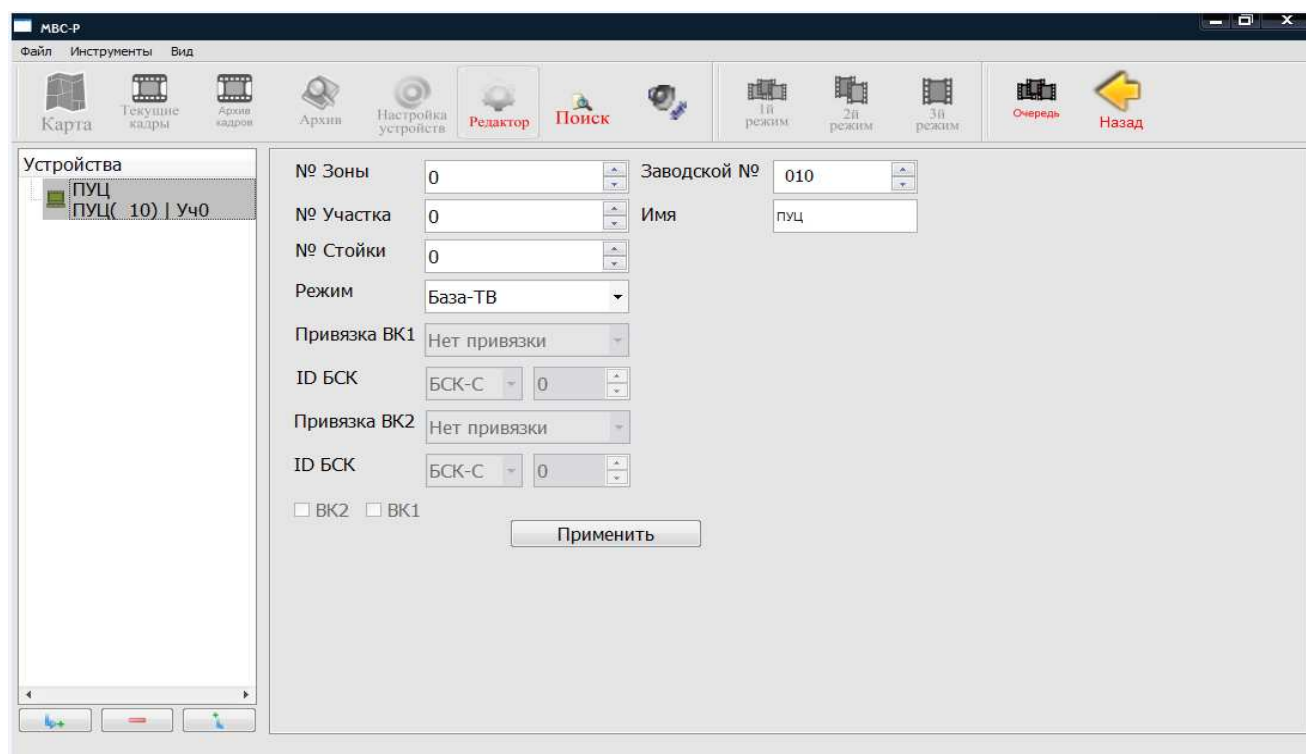 МВС-Р
Файл Инструменты Вид
Карта
Текущие кадры
Архив кадров
Архив
Настройка устройств
Редактор
Поиск
1й режим
2й режим
3й режим
Очередь
Назад
Устройства
ПУЦ
ПУЦ( 10) | Уч0
№ Зоны 0 Заводской № 010
№ Участка 0 Имя ПУЦ
№ Стойки 0
Режим База-ТВ
Привязка ВК1 Нет привязки
ID БСК БСК-С 0
Привязка ВК2 Нет привязки
ID БСК БСК-С 0
ВК2 ВК1
Применить